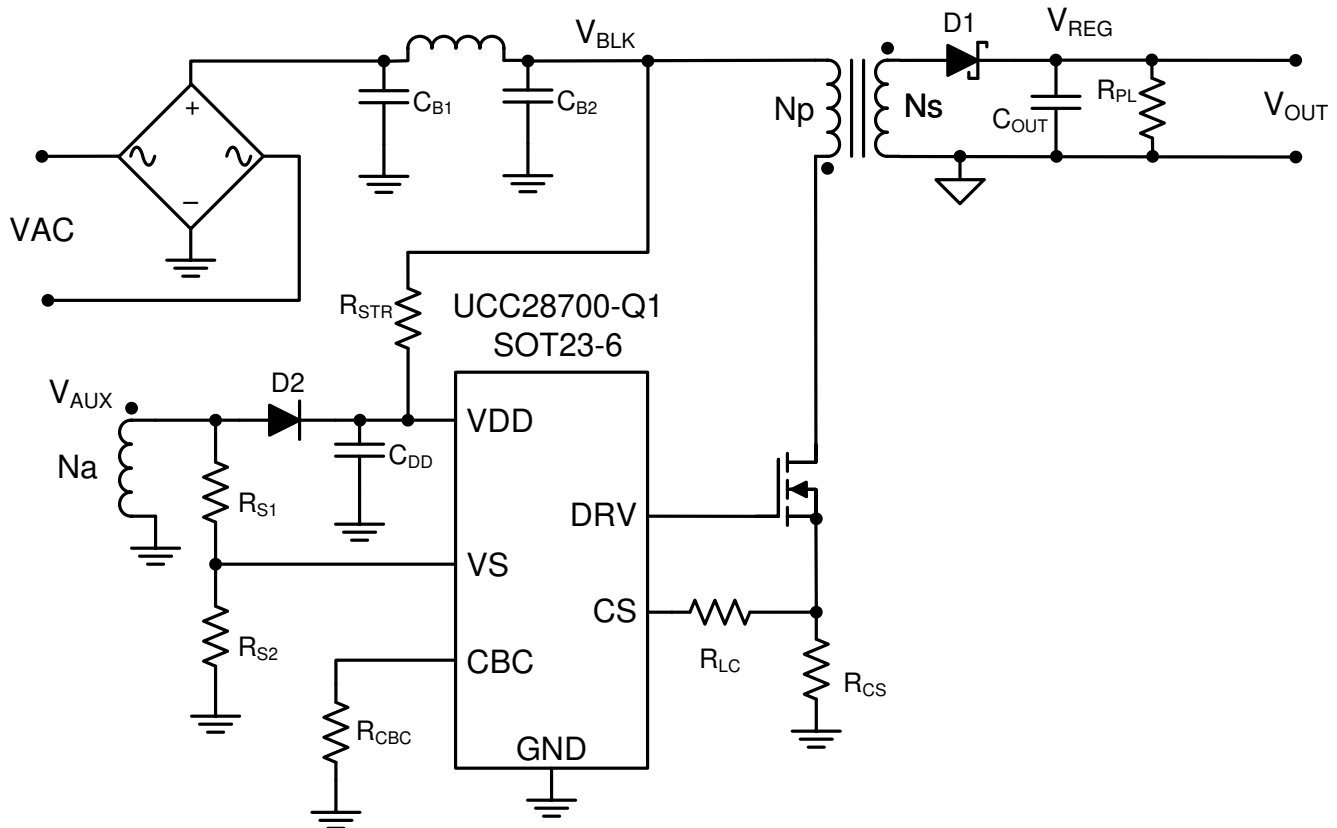 V_BLK
D1
V_REG
+
C_B1
C_B2
Np
Ns
C_OUT
R_PL
V_OUT
VAC
−
R_STR
UCC28700-Q1
SOT23-6
V_AUX
D2
VDD
C_DD
Na
R_S1
DRV
VS
CS
R_S2
CBC
R_LC
R_CS
R_CBC
GND